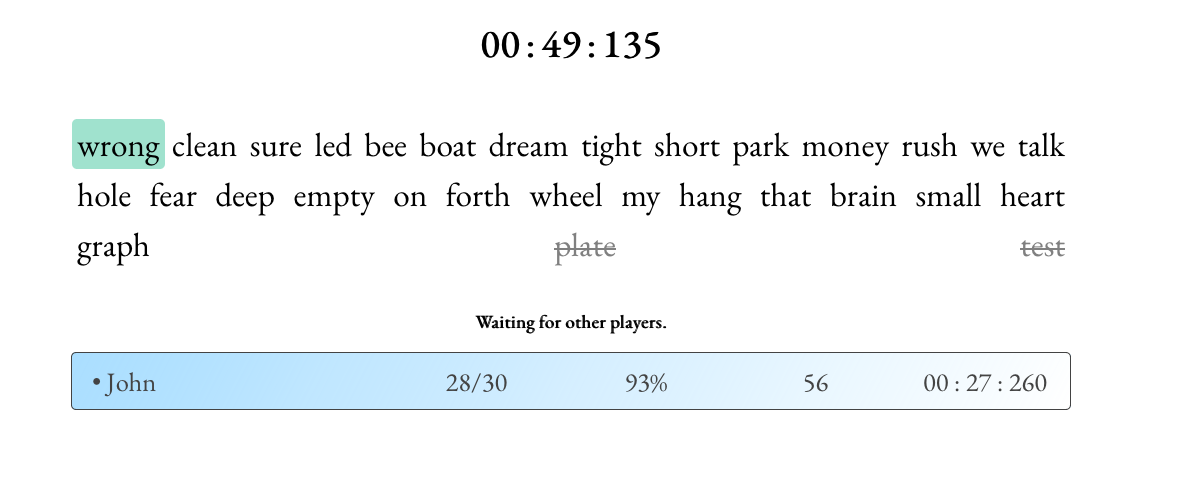 00 : 49 : 135
wrong clean sure led bee boat dream tight short park money rush we talk
hole fear deep empty on forth wheel my hang that brain small heart
graph plate test
Waiting for other players.
• John 28/30 93% 56 00 : 27 : 260